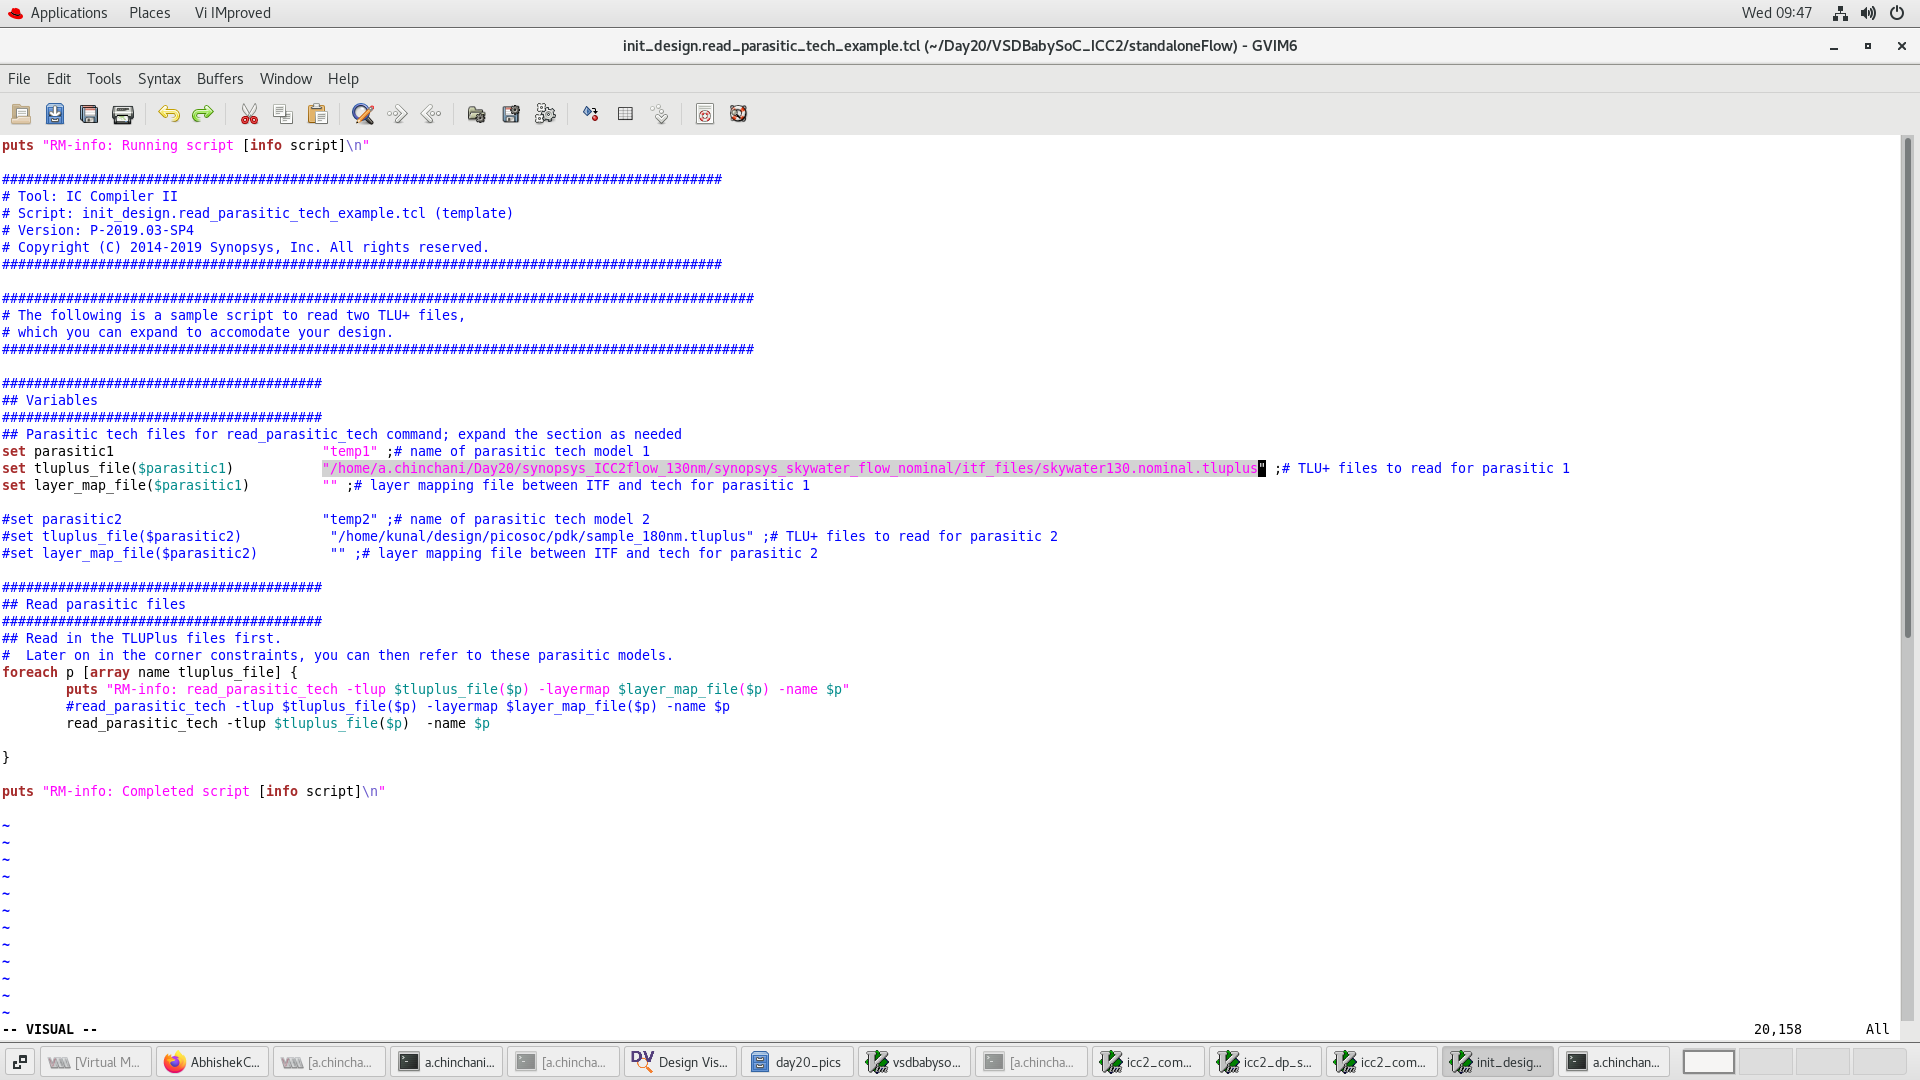 Applications Places Vi IMproved Wed 09:47
init_design.read_parasitic_tech_example.tcl (~/Day20/VSDBabySoC_ICC2/standaloneFlow) - GVIM6
File Edit Tools Syntax Buffers Window Help
puts "RM-info: Running script [info script]\n"
##########################################################################################
# Tool: IC Compiler II
# Script: init_design.read_parasitic_tech_example.tcl (template)
# Version: P-2019.03-SP4
# Copyright (C) 2014-2019 Synopsys, Inc. All rights reserved.
##########################################################################################
##############################################################################################
# The following is a sample script to read two TLU+ files,
# which you can expand to accomodate your design.
##############################################################################################
########################################
## Variables
########################################
## Parasitic tech files for read_parasitic_tech command; expand the section as needed
set parasitic1 "temp1" ;# name of parasitic tech model 1
set tluplus_file($parasitic1) "/home/a.chinchani/Day20/synopsys_ICC2flow_130nm/synopsys_skywater_flow_nominal/itf_files/skywater130.nominal.tluplus" ;# TLU+ files to read for parasitic 1
set layer_map_file($parasitic1) "" ;# layer mapping file between ITF and tech for parasitic 1
#set parasitic2 "temp2" ;# name of parasitic tech model 2
#set tluplus_file($parasitic2) "/home/kunal/design/picosoc/pdk/sample_180nm.tluplus" ;# TLU+ files to read for parasitic 2
#set layer_map_file($parasitic2) "" ;# layer mapping file between ITF and tech for parasitic 2
########################################
## Read parasitic files
########################################
## Read in the TLUPlus files first.
#  Later on in the corner constraints, you can then refer to these parasitic models.
foreach p [array name tluplus_file] {
puts "RM-info: read_parasitic_tech -tlup $tluplus_file($p) -layermap $layer_map_file($p) -name $p"
#read_parasitic_tech -tlup $tluplus_file($p) -layermap $layer_map_file($p) -name $p
read_parasitic_tech -tlup $tluplus_file($p)  -name $p
}
puts "RM-info: Completed script [info script]\n"
~
~
~
~
~
~
~
~
~
~
~
~
-- VISUAL -- 20,158 All
[Virtual M... AbhishekC... [a.chincha... a.chinchani... [a.chincha... Design Vis... day20_pics vsdbabyso... [a.chincha... icc2_com... icc2_dp_s... icc2_com... init_desig... a.chinchan...